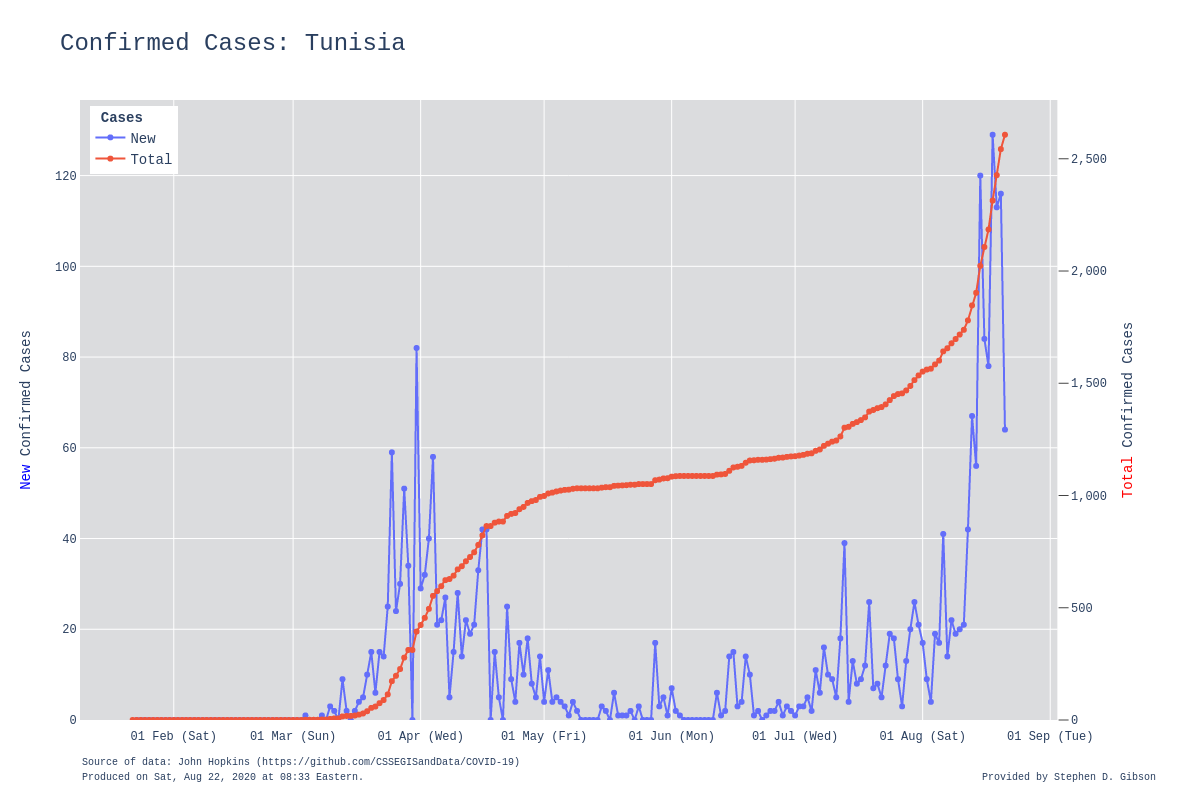 Confirmed Cases: Tunisia
Cases
New
Total
120
100
80
60
40
20
0
2,500
2,000
1,500
1,000
500
0
New Confirmed Cases
Total Confirmed Cases
01 Feb (Sat) 01 Mar (Sun) 01 Apr (Wed) 01 May (Fri) 01 Jun (Mon) 01 Jul (Wed) 01 Aug (Sat) 01 Sep (Tue)
Source of data: John Hopkins (https://github.com/CSSEGISandData/COVID-19)
Produced on Sat, Aug 22, 2020 at 08:33 Eastern.
Provided by Stephen D. Gibson